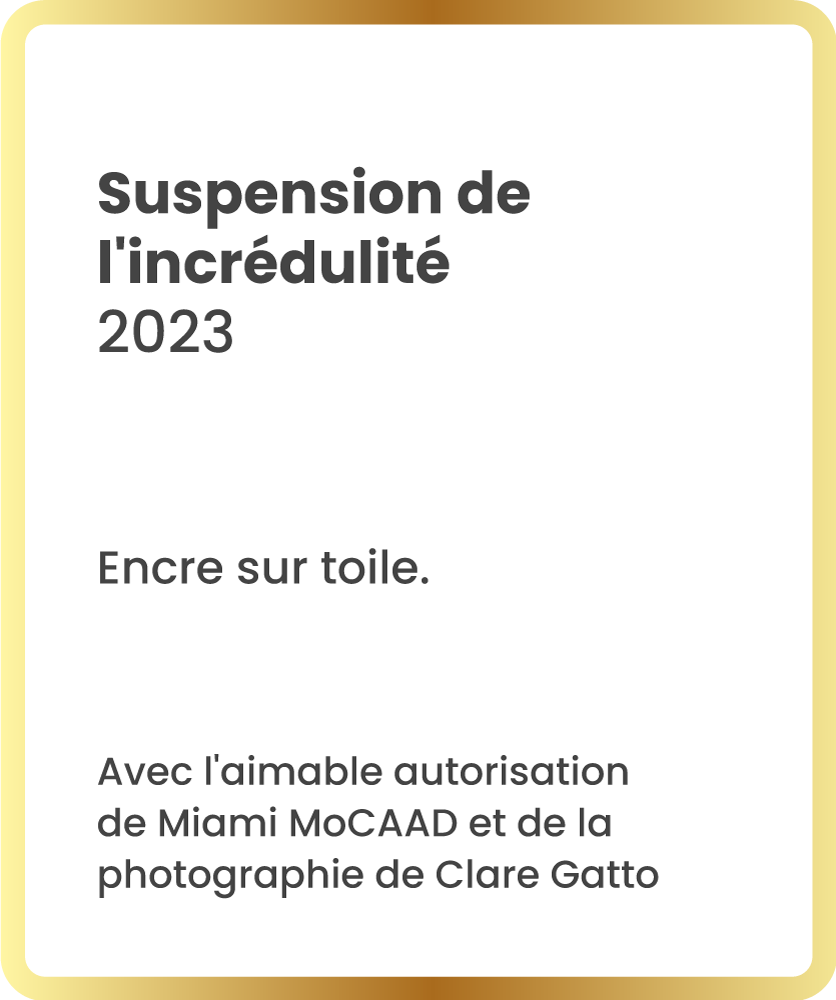 Suspension de
l'incrédulité
2023
Encre sur toile.
Avec l'aimable autorisation
de Miami MoCAAD et de la
photographie de Clare Gatto